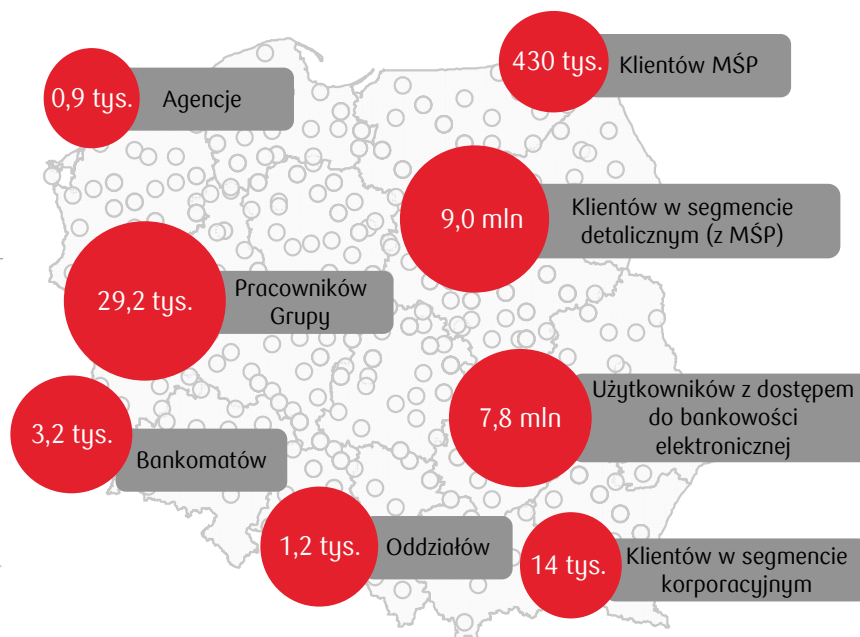 430 tys.
Klientów MŚP
0,9 tys.
Agencje
9,0 mln
Klientów w segmencie
detalicznym (z MŚP)
29,2 tys.
Pracowników
Grupy
7,8 mln
Użytkowników z dostępem
do bankowości
elektronicznej
3,2 tys.
Bankomatów
1,2 tys.
Oddziałów
14 tys.
Klientów w segmencie
korporacyjnym